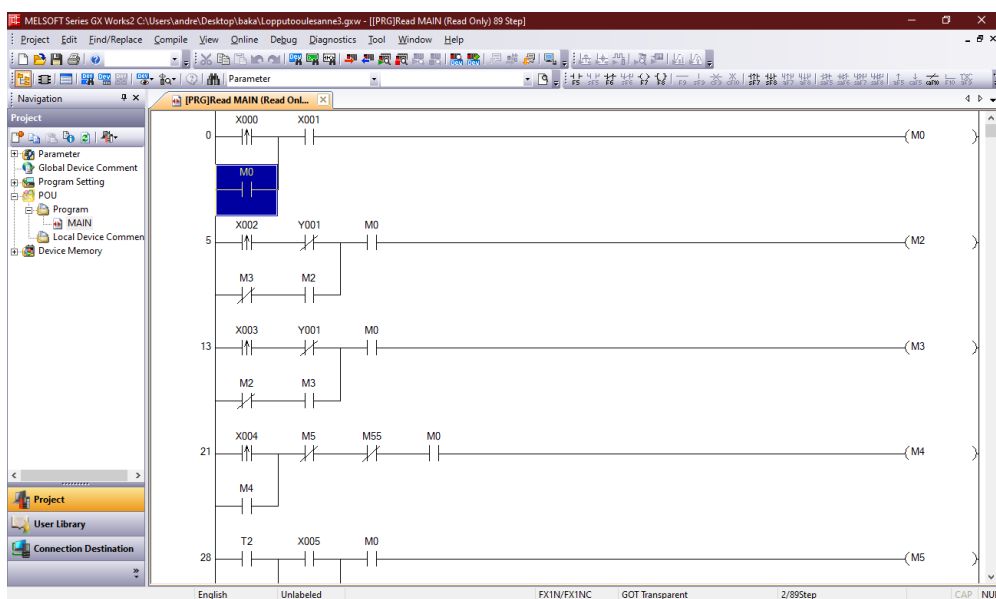 MELSOFT Series GX Works2 C:\Users\andre\Desktop\baka\Lopputooulesanne3.gxw - [[PRG]Read MAIN (Read Only) 89 Step]
Project Edit Find/Replace Compile View Online Debug Diagnostics Tool Window Help
Parameter
Navigation
[PRG]Read MAIN (Read Onl...
Project
Parameter
Global Device Comment
Program Setting
POU
Program
MAIN
Local Device Commen
Device Memory
Project
User Library
Connection Destination
X000 X001
0 M0
M0
X002 Y001 M0
5 M2
M3 M2
X003 Y001 M0
13 M3
M2 M3
X004 M5 M55 M0
21 M4
M4
T2 X005 M0
28 M5
English Unlabeled FX1N/FX1NC GOT Transparent 2/89Step CAP NUI